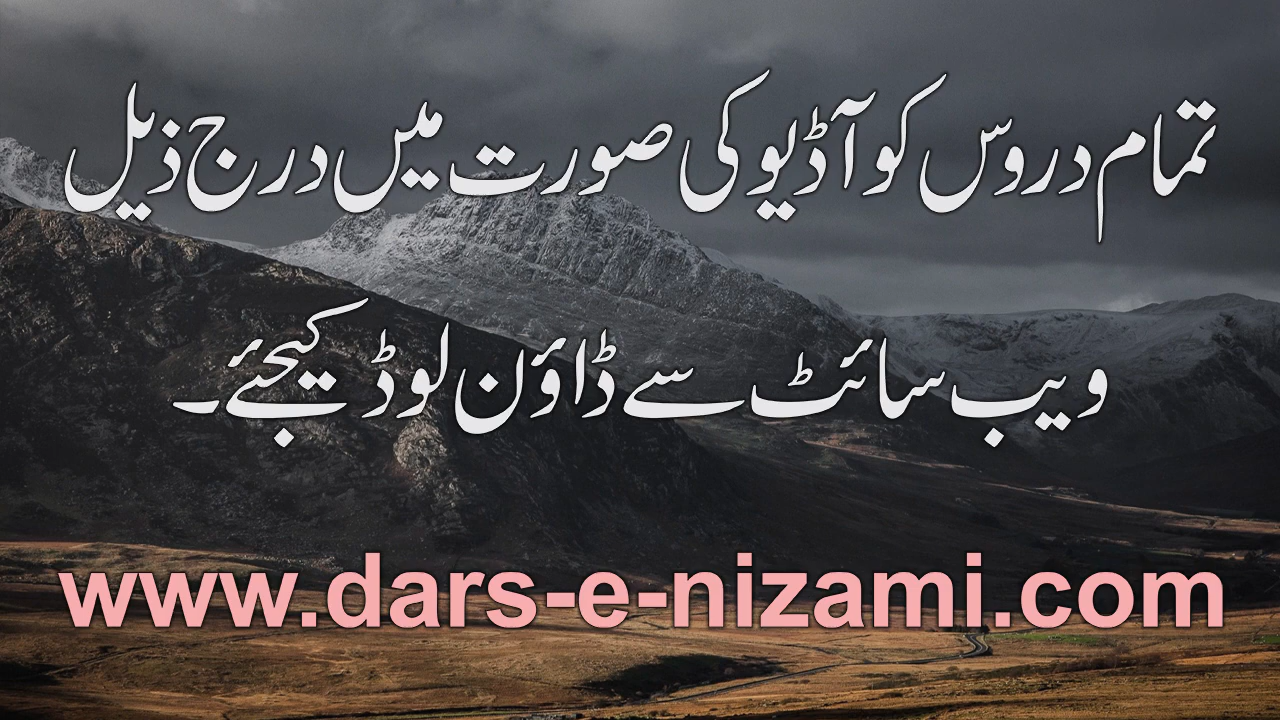 تمام دروس کو آڈیو کی صورت میں درج ذیل
ویب سائٹ سے ڈاؤن لوڈ کیجئے۔
www.dars-e-nizami.com